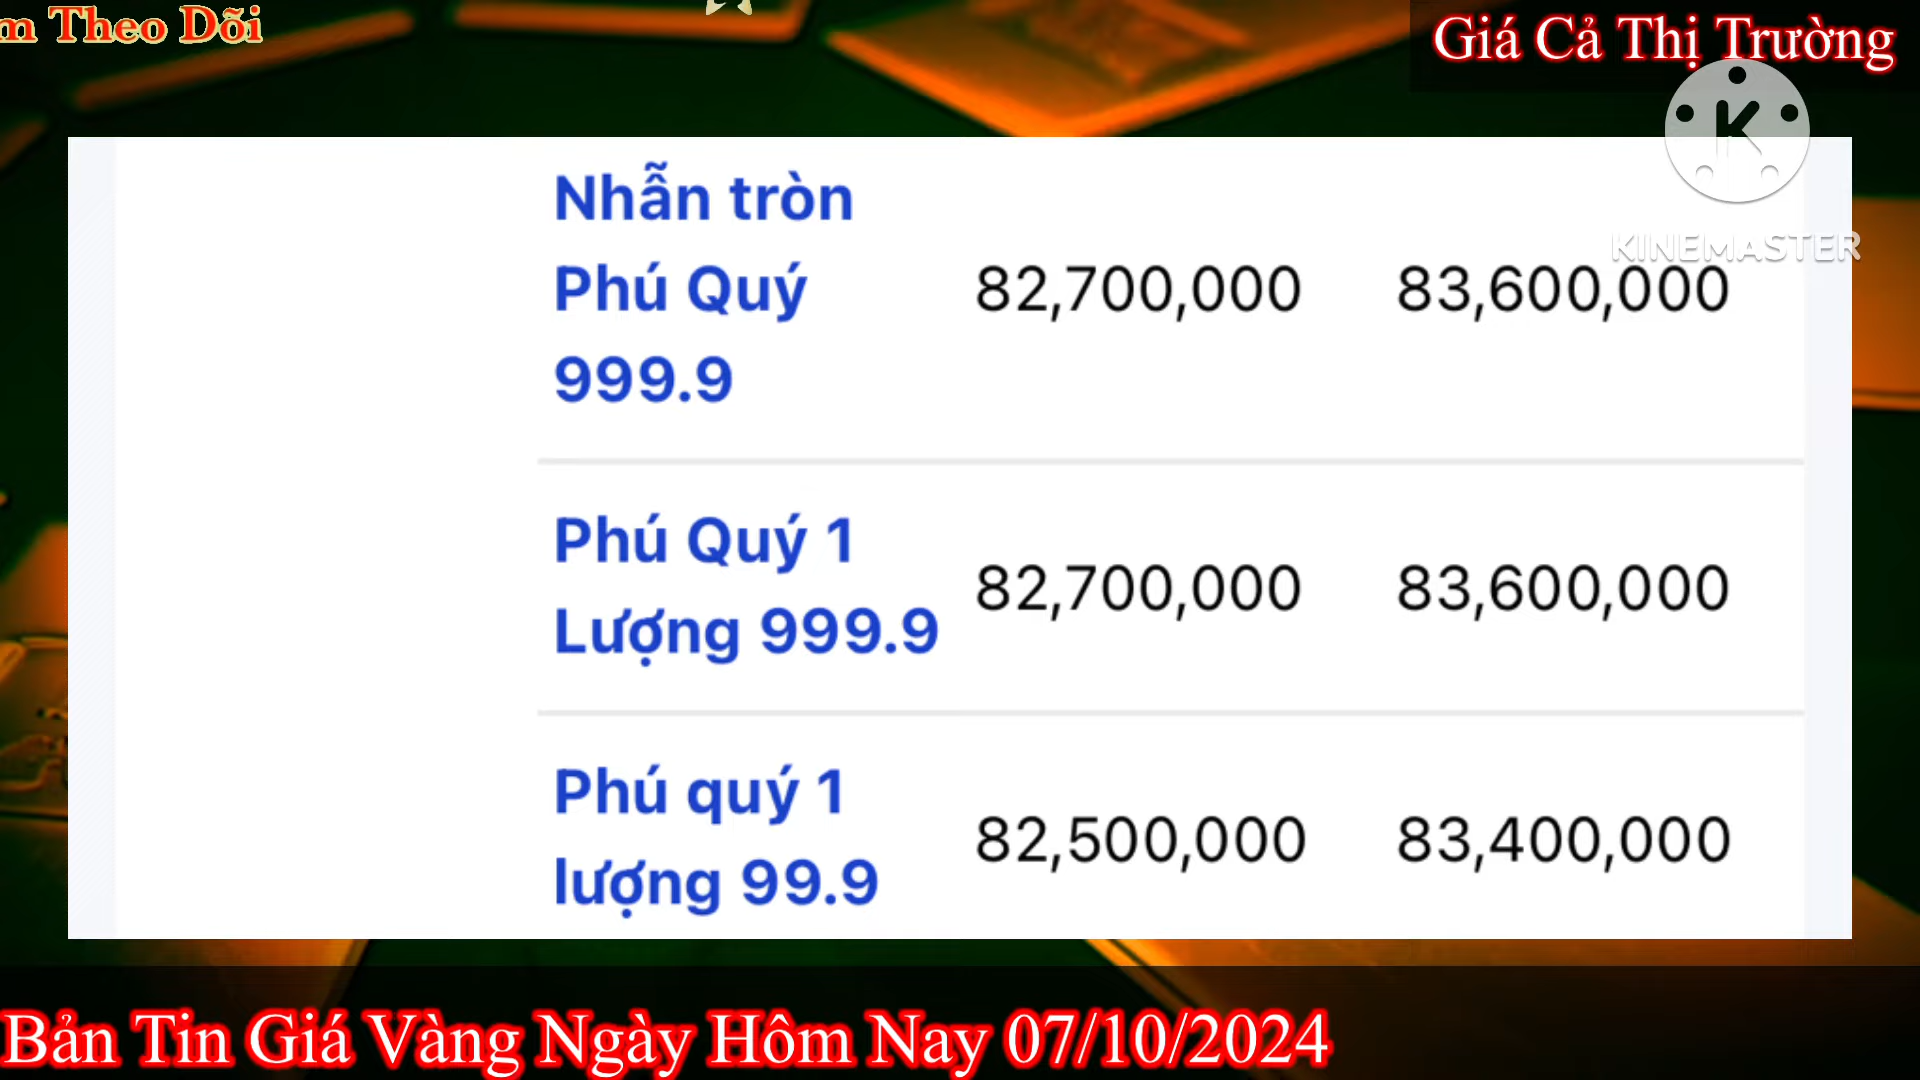 m Theo Dõi
Giá Cả Thị Trường
K
KINEMASTER
Nhẫn tròn
Phú Quý
999.9
82,700,000 83,600,000
Phú Quý 1
Lượng 999.9
82,700,000 83,600,000
Phú quý 1
lượng 99.9
82,500,000 83,400,000
Bản Tin Giá Vàng Ngày Hôm Nay 07/10/2024